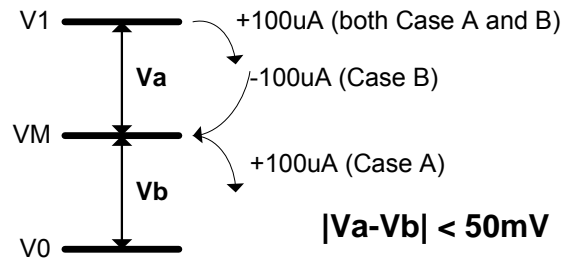 V1 +100uA (both Case A and B)
Va -100uA (Case B)
VM
+100uA (Case A)
Vb
|Va-Vb| < 50mV
V0